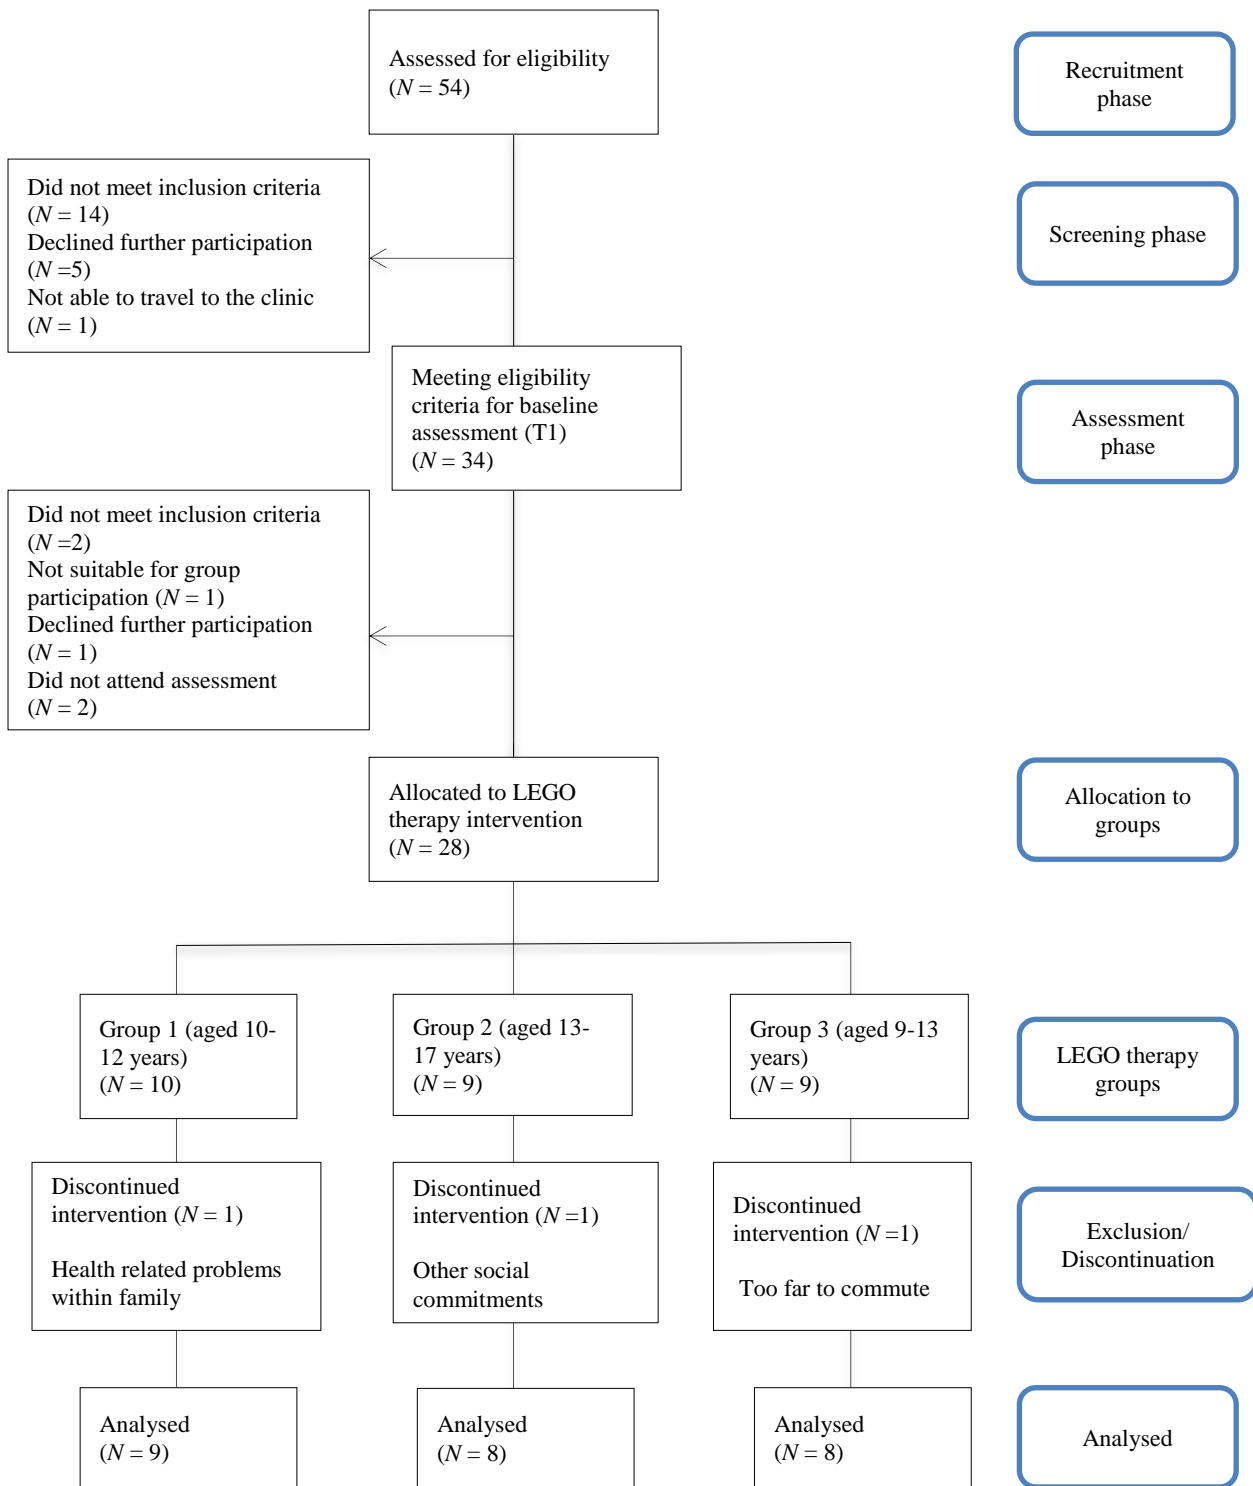 Assessed for eligibility
(N = 54)
Recruitment
phase
Did not meet inclusion criteria
(N = 14)
Declined further participation
(N =5)
Not able to travel to the clinic
(N = 1)
Screening phase
Meeting eligibility
criteria for baseline
assessment (T1)
(N = 34)
Assessment
phase
Did not meet inclusion criteria
(N =2)
Not suitable for group
participation (N = 1)
Declined further participation
(N = 1)
Did not attend assessment
(N = 2)
Allocated to LEGO
therapy intervention
(N = 28)
Allocation to
groups
Group 1 (aged 10-
12 years)
(N = 10)
Group 2 (aged 13-
17 years)
(N = 9)
Group 3 (aged 9-13
years)
(N = 9)
LEGO therapy
groups
Discontinued
intervention (N = 1)
Health related problems
within family
Discontinued
intervention (N =1)
Other social
commitments
Discontinued
intervention (N =1)
Too far to commute
Exclusion/
Discontinuation
Analysed
(N = 9)
Analysed
(N = 8)
Analysed
(N = 8)
Analysed